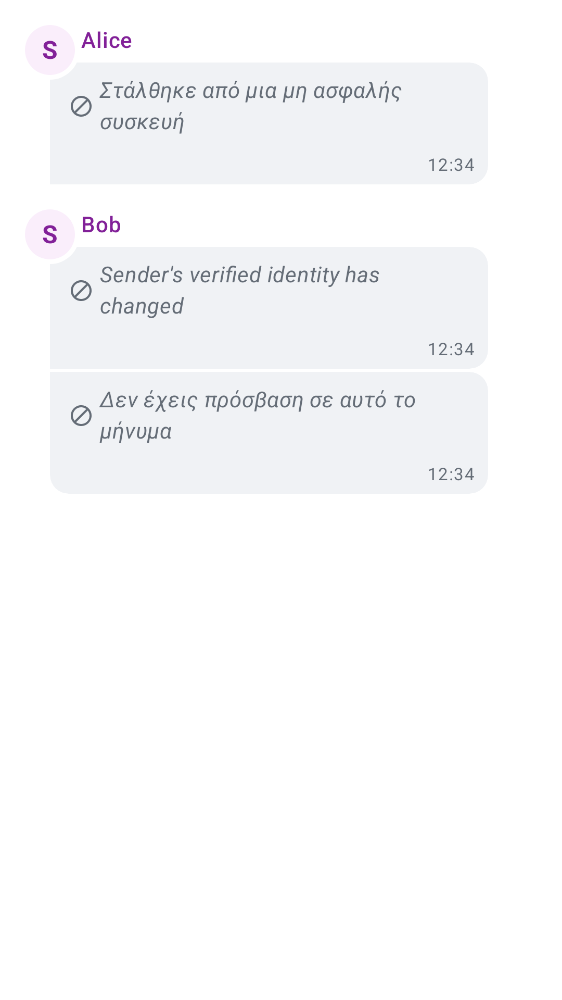 S Alice
Στάλθηκε από μια μη ασφαλής
συσκευή
12:34
S Bob
Sender's verified identity has
changed
12:34
Δεν έχεις πρόσβαση σε αυτό το
μήνυμα
12:34